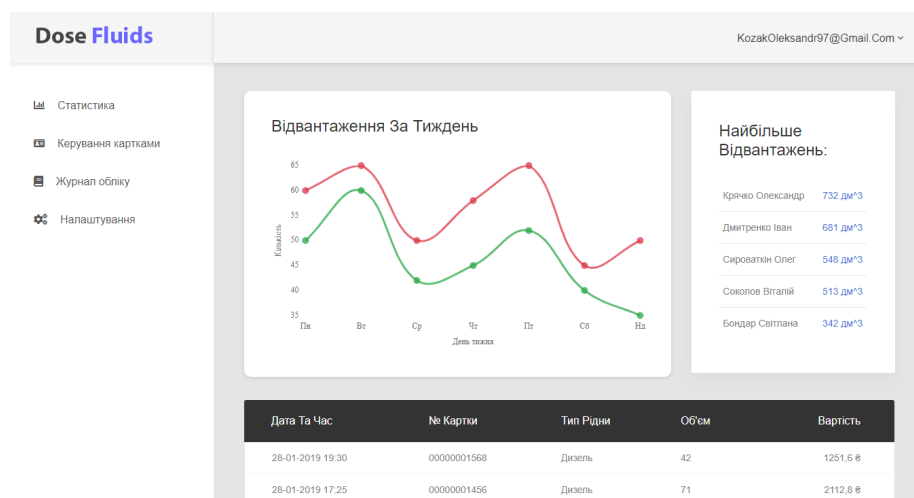 Dose Fluids
KozakOleksandr97@Gmail.Com
Статистика
Керування картками
Журнал обліку
Налаштування
Відвантаження За Тиждень
65
60
55
50
45
40
35
Кількість
Пн Вт Ср Чт Пт Сб Нд
День тижня
Найбільше
Відвантажень:
Крячко Олександр 732 дм^3
Дмитренко Іван 681 дм^3
Сироваткін Олег 548 дм^3
Соколов Віталій 513 дм^3
Бондар Світлана 342 дм^3
Дата Та Час № Картки Тип Рідни Об'єм Вартість
28-01-2019 19:30 00000001568 Дизель 42 1251,6 ₴
28-01-2019 17:25 00000001456 Дизель 71 2112,8 ₴